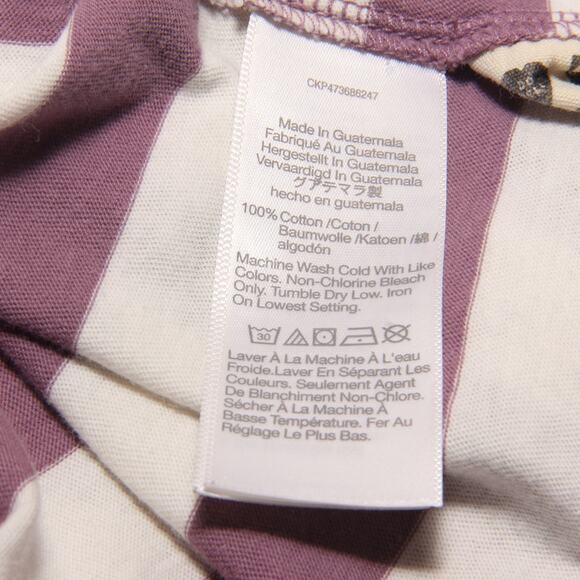 CKP473686247
Made In Guatemala
Fabriqué Au Guatemala
Hergestellt In Guatemala
Vervaardigd In Guatemala
グアテマラ製
hecho en guatemala
100% Cotton /Coton /
Baumwolle /Katoen /綿 /
algodón
Machine Wash Cold With Like
Colors. Non-Chlorine Bleach
Only. Tumble Dry Low. Iron
On Lowest Setting.
30
Laver À La Machine À L'eau
Froide.Laver En Séparant Les
Couleurs. Seulement Agent
De Blanchiment Non-Chlore.
Sécher À La Machine À
Basse Température. Fer Au
Réglage Le Plus Bas.